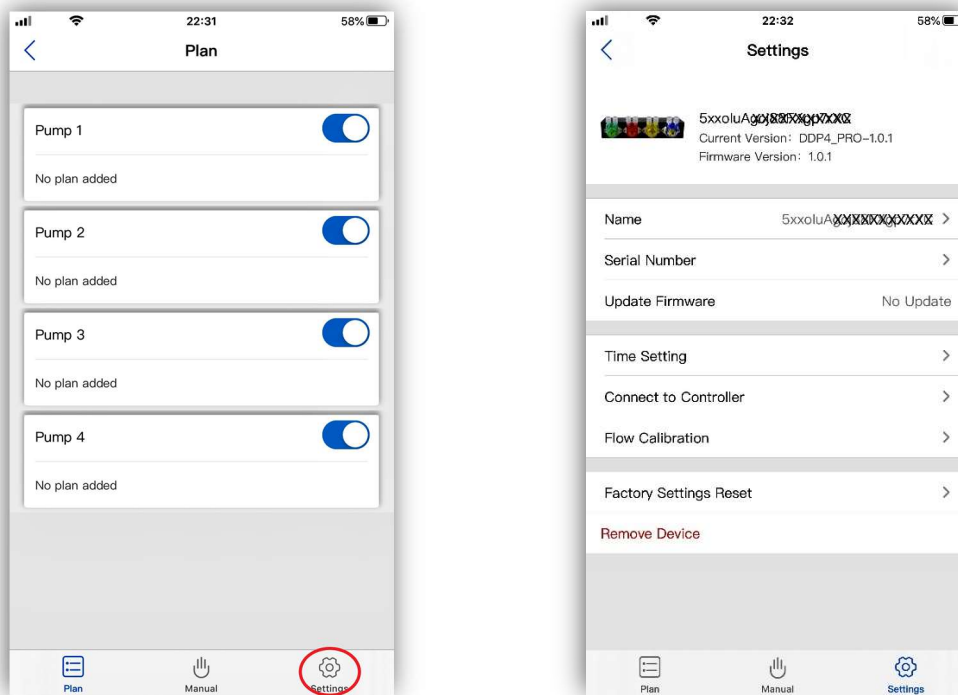 22:31
58%
Plan
Pump 1
No plan added
Pump 2
No plan added
Pump 3
No plan added
Pump 4
No plan added
Plan
Manual
Settings
22:32
58%
Settings
Current Version: DDP4_PRO-1.0.1
Firmware Version: 1.0.1
Name
Serial Number
Update Firmware No Update
Time Setting
Connect to Controller
Flow Calibration
Factory Settings Reset
Remove Device
Plan
Manual
Settings